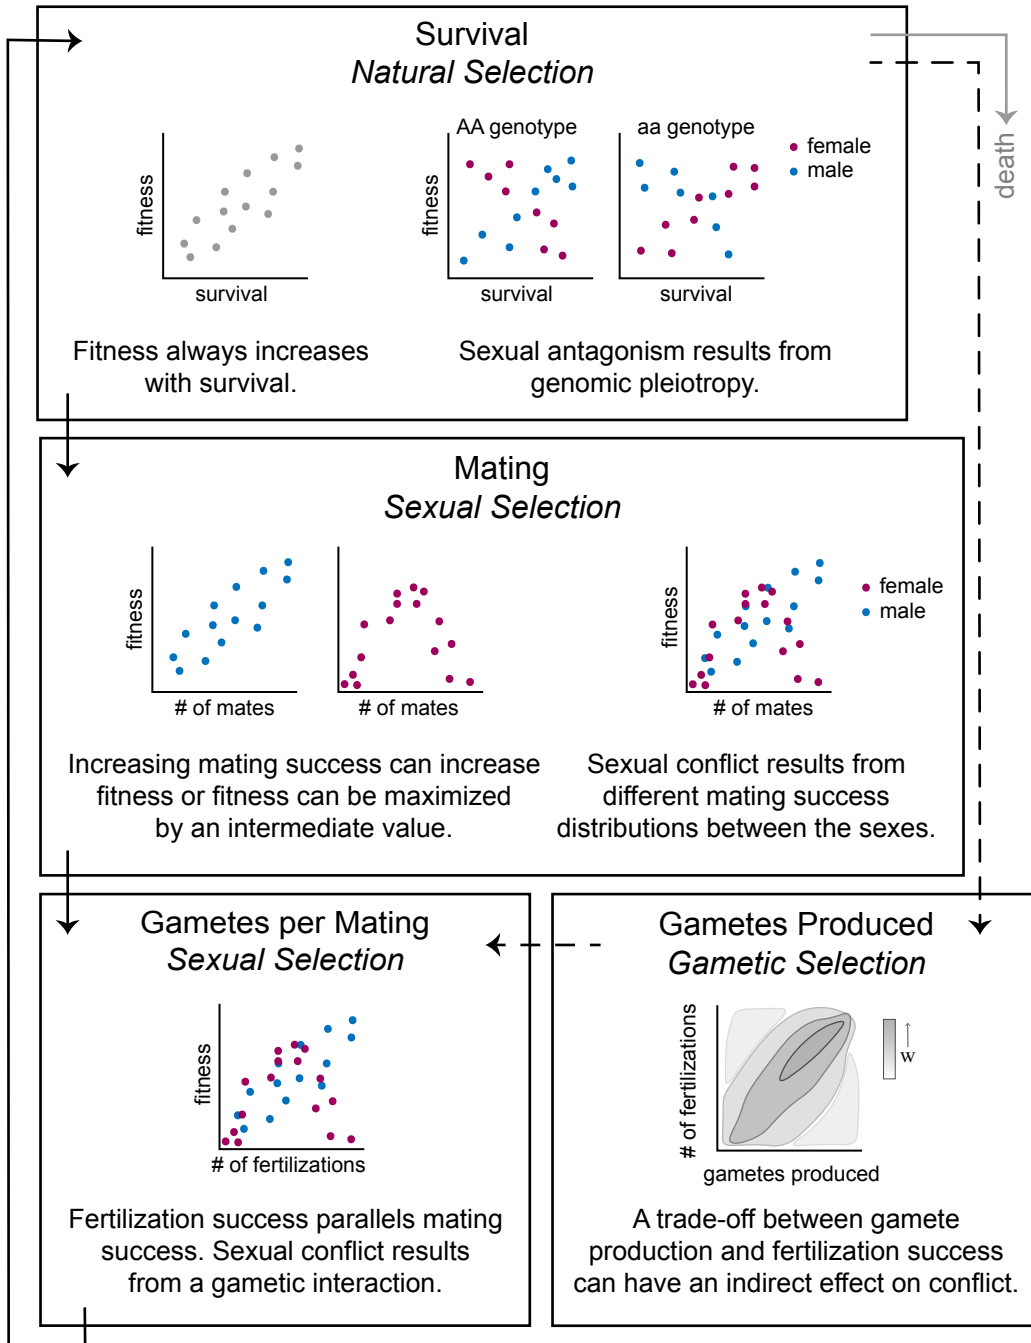 Survival
Natural Selection
death
fitness
survival
AA genotype
aa genotype
female
male
fitness
survival
survival
Fitness always increases
with survival.
Sexual antagonism results from
genomic pleiotropy.
Mating
Sexual Selection
fitness
# of mates
# of mates
fitness
# of mates
female
male
Increasing mating success can increase
fitness or fitness can be maximized
by an intermediate value.
Sexual conflict results from
different mating success
distributions between the sexes.
Gametes per Mating
Sexual Selection
fitness
# of fertilizations
Fertilization success parallels mating
success. Sexual conflict results
from a gametic interaction.
Gametes Produced
Gametic Selection
# of fertilizations
gametes produced
w
A trade-off between gamete
production and fertilization success
can have an indirect effect on conflict.